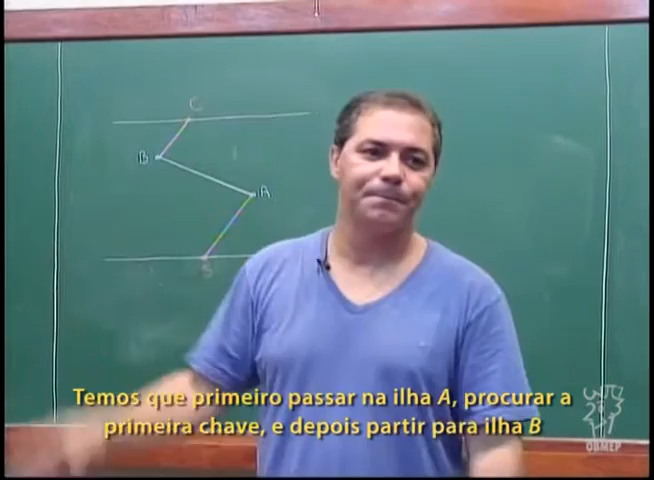 C
B
A
S
Temos que primeiro passar na ilha A, procurar a
primeira chave, e depois partir para ilha B
OBMEP